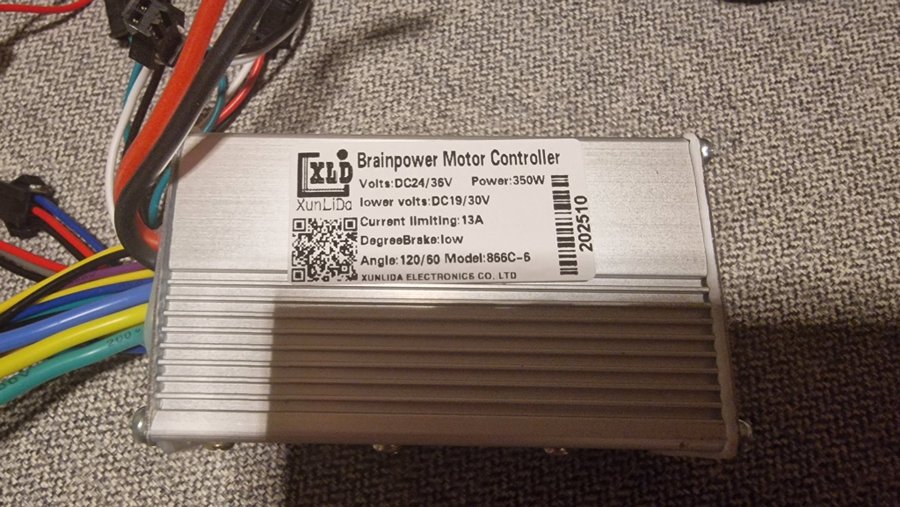 XLD
XunLiDa
Brainpower Motor Controller
Volts:DC24/36V Power:350W
lower volts:DC19/30V
Current limiting:13A
DegreeBrake:low
Angle:120/60 Model:866C-6
XUNLIDA ELECTRONICS CO. LTD
202510
200°